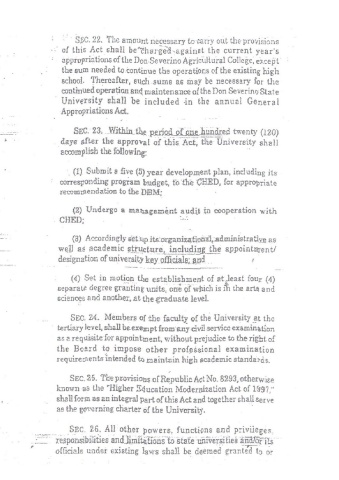 SEC. 22. The amount necessary to carry out the provisions
of this Act shall be charged against the current year's
appropriations of the Don Severino Agricultural College, except
the sum needed to continue the operations of the existing high
school. Thereafter, such sums as may be necessary for the
continued operation and maintenance of the Don Severino State
University shall be included in the annual General
Appropriations Act.
SEC. 23. Within the period of one hundred twenty (120)
days after the approval of this Act, the University shall
accomplish the following:
(1) Submit a five (5) year development plan, including its
corresponding program budget, to the CHED, for appropriate
recommendation to the DBM;
(2) Undergo a management audit in cooperation with
CHED;
(3) Accordingly set up its organizational, administrative as
well as academic structure, including the appointment/
designation of university key officials; and
(4) Set in motion the establishment of at least four (4)
separate degree granting units, one of which is in the arts and
sciences and another, at the graduate level.
SEC. 24. Members of the faculty of the University at the
tertiary level, shall be exempt from any civil service examination
as a requisite for appointment, without prejudice to the right of
the Board to impose other professional examination
requirements intended to maintain high academic standards.
SEC. 25. The provisions of Republic Act No. 8292, otherwise
known as the "Higher Education Modernization Act of 1997,"
shall form as an integral part of this Act and together shall serve
as the governing charter of the University.
SEC. 26. All other powers, functions and privileges,
responsibilities and limitations to state universities and/or its
officials under existing laws shall be deemed granted to or